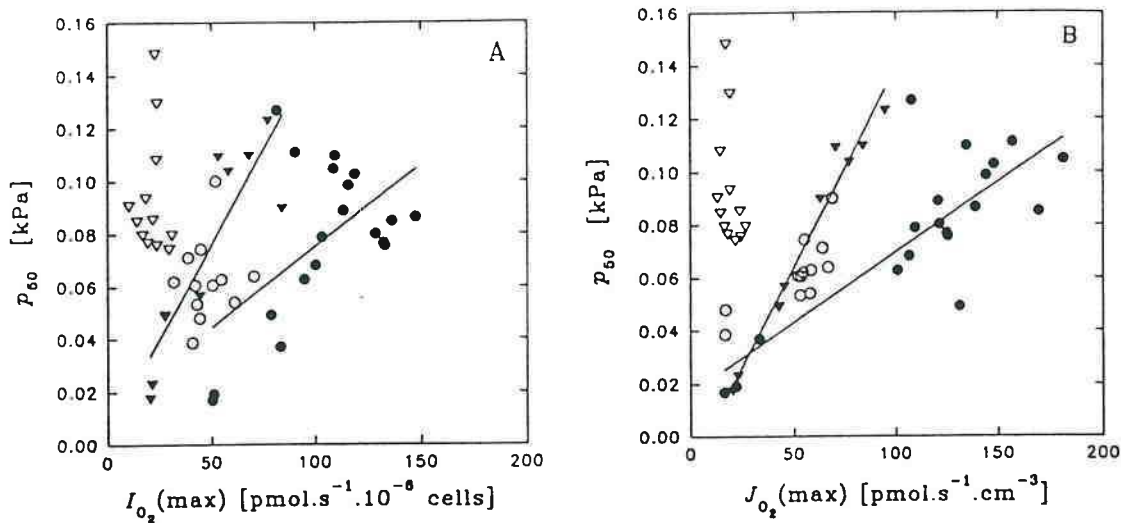 A
0.16
0.14
0.12
0.10
0.08
0.06
0.04
0.02
0.00
p₅₀ [kPa]
0 50 100 150 200
I_O₂(max) [pmol.s⁻¹.10⁻⁶ cells]
B
0.16
0.14
0.12
0.10
0.08
0.06
0.04
0.02
0.00
p₅₀ [kPa]
0 50 100 150 200
J_O₂(max) [pmol.s⁻¹.cm⁻³]